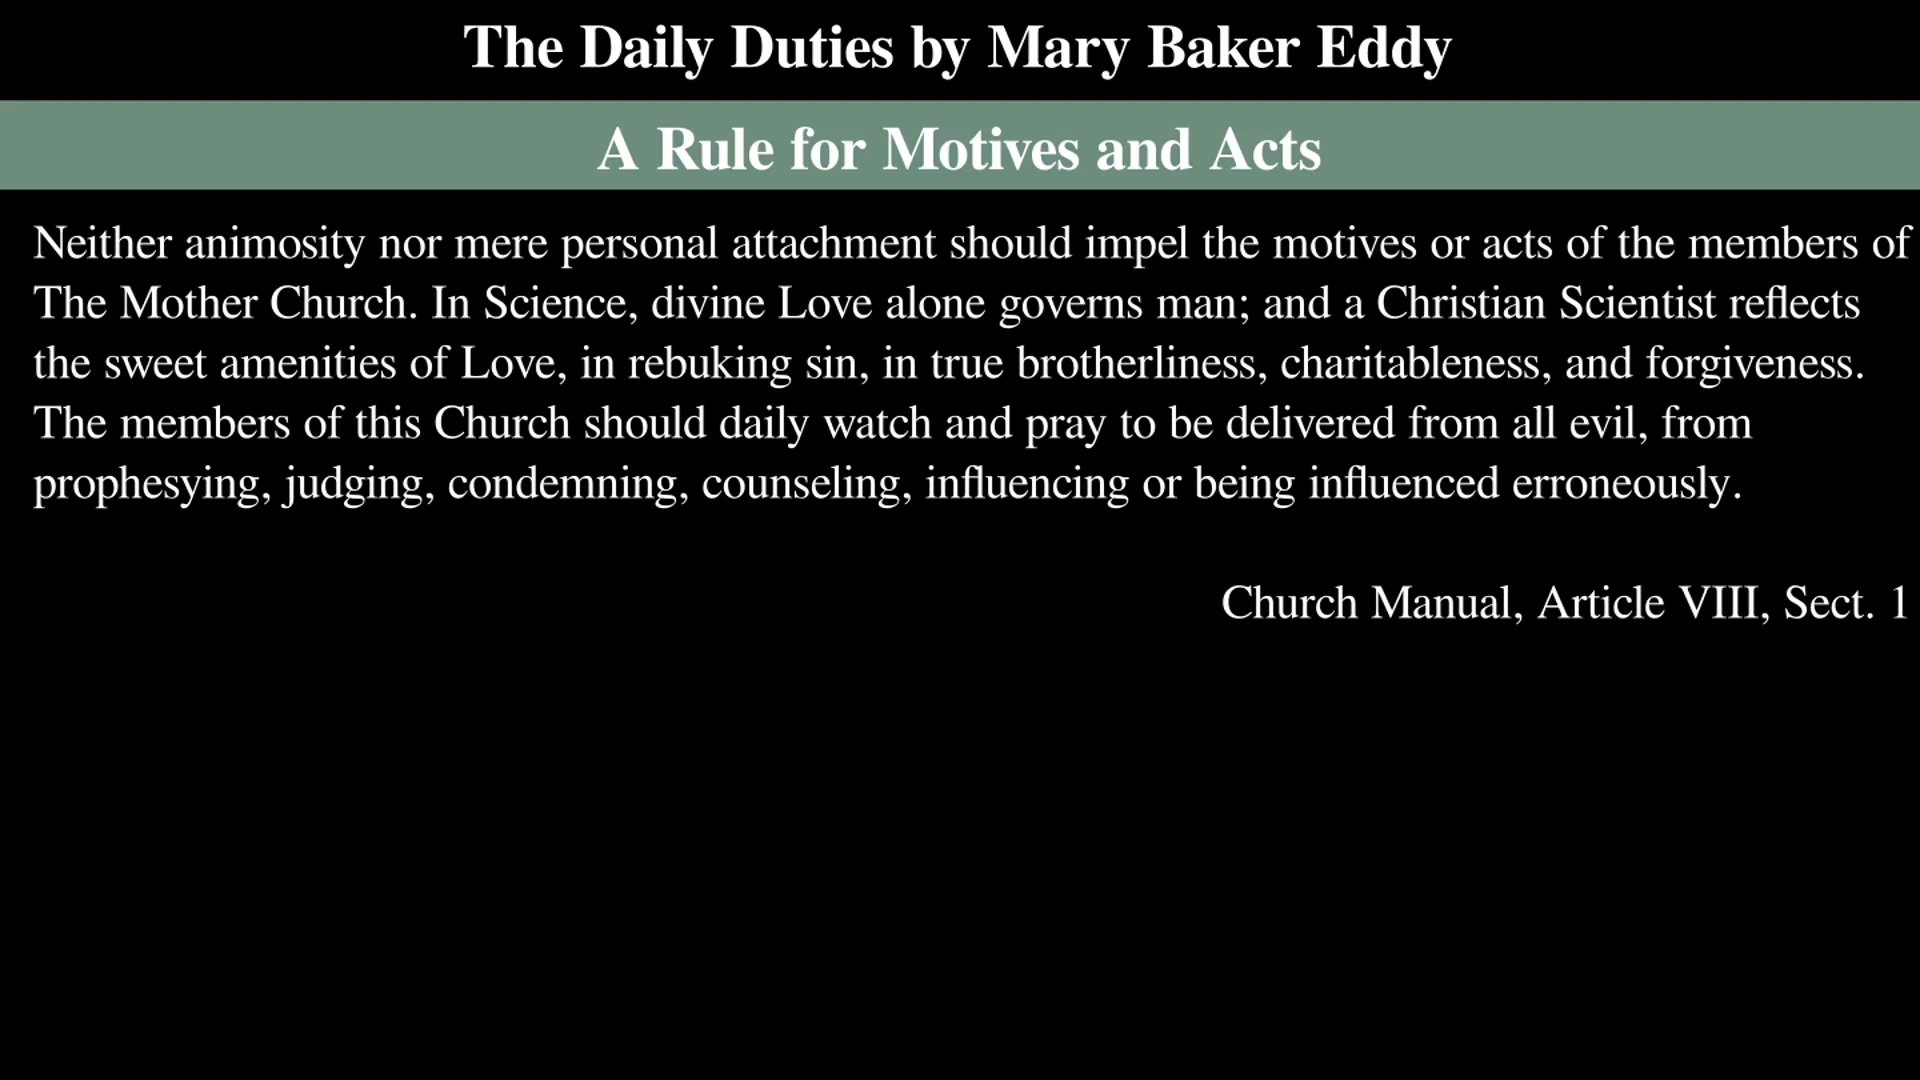 The Daily Duties by Mary Baker Eddy
A Rule for Motives and Acts
Neither animosity nor mere personal attachment should impel the motives or acts of the members of
The Mother Church. In Science, divine Love alone governs man; and a Christian Scientist reflects
the sweet amenities of Love, in rebuking sin, in true brotherliness, charitableness, and forgiveness.
The members of this Church should daily watch and pray to be delivered from all evil, from
prophesying, judging, condemning, counseling, influencing or being influenced erroneously.
Church Manual, Article VIII, Sect. 1